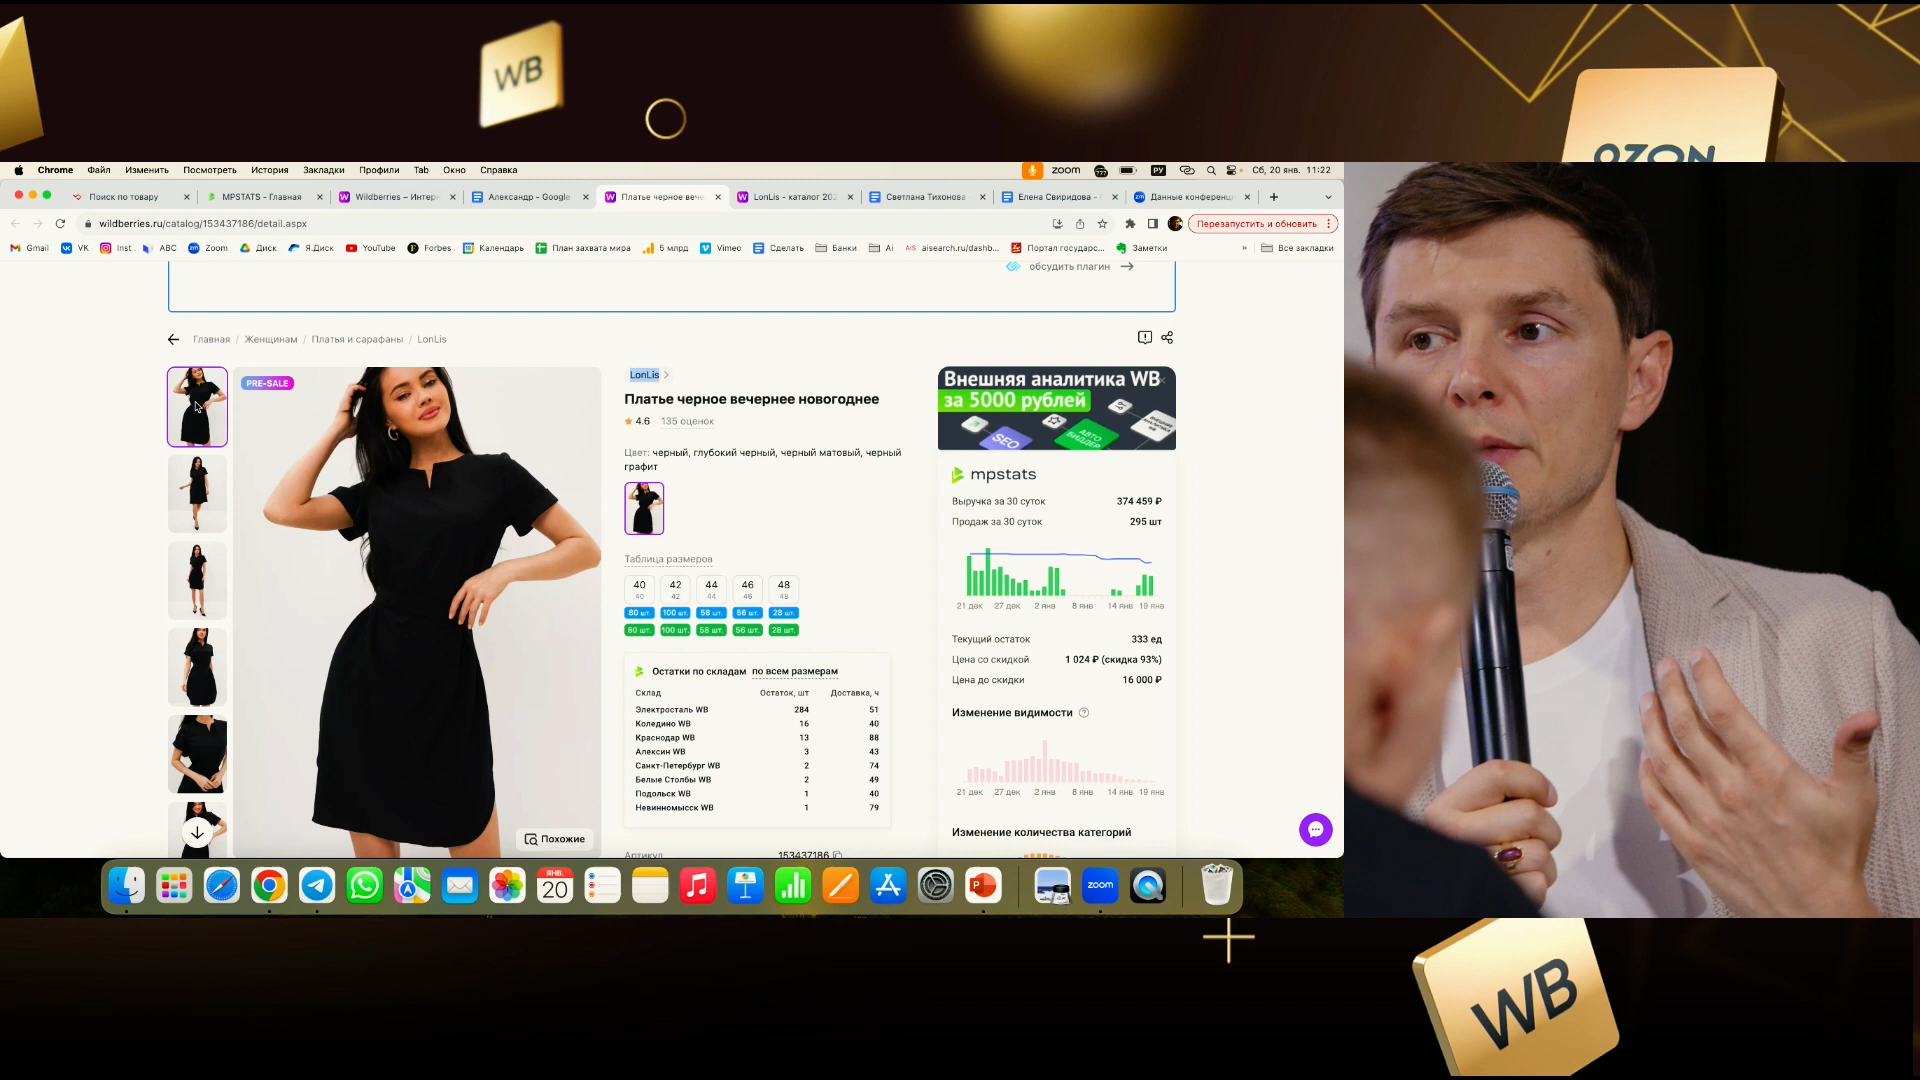 WB
OZON
Chrome Файл Изменить Посмотреть История Закладки Профили Tab Окно Справка
zoom РУ Сб, 20 янв. 11:22
Поиск по товару
MPSTATS - Главная
Wildberries – Интерн
Александр - Google
Платье черное вече
LonLis - каталог 202
Светлана Тихонова
Елена Свиридова -
Данные конференц
wildberries.ru/catalog/153437186/detail.aspx
Перезапустить и обновить
Gmail VK Inst ABC Zoom Диск Я.Диск YouTube Forbes Календарь План захвата мира 5 млрд Vimeo Сделать Банки Ai aisearch.ru/dashb... Портал государс... Заметки » Все закладки
обсудить плагин
Главная / Женщинам / Платья и сарафаны / LonLis
PRE-SALE
Похожие
LonLis
Платье черное вечернее новогоднее
4.6 135 оценок
Цвет: черный, глубокий черный, черный матовый, черный
графит
Таблица размеров
40 42 44 46 48
40 42 44 46 48
80 шт. 100 шт. 58 шт. 56 шт. 28 шт.
80 шт. 100 шт. 58 шт. 56 шт. 28 шт.
Остатки по складам по всем размерам
Склад Остаток, шт Доставка, ч
Электросталь WB 284 51
Коледино WB 16 40
Краснодар WB 13 88
Алексин WB 3 43
Санкт-Петербург WB 2 74
Белые Столбы WB 2 49
Подольск WB 1 40
Невинномысск WB 1 79
Артикул 153437186
Внешняя аналитика WB
за 5000 рублей
SEO
АВТО
БИДДЕР
mpstats
Выручка за 30 суток 374 459 ₽
Продаж за 30 суток 295 шт
21 дек 27 дек 2 янв 8 янв 14 янв 19 янв
Текущий остаток 333 ед
Цена со скидкой 1 024 ₽ (скидка 93%)
Цена до скидки 16 000 ₽
Изменение видимости
21 дек 27 дек 2 янв 8 янв 14 янв 19 янв
Изменение количества категорий
ЯНВ.
20
zoom
WB